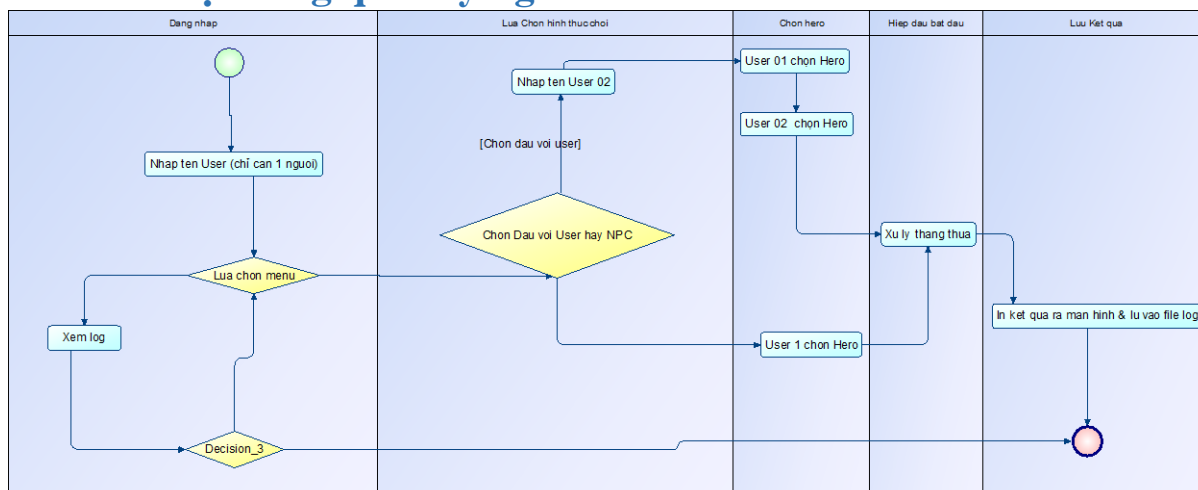 Dang nhap
Lua Chon hinh thuc choi
Chon hero
Hiep dau bat dau
Luu Ket qua
Nhap ten User (chỉ can 1 nguoi)
Lua chon menu
Xem log
Decision_3
Nhap ten User 02
[Chon dau voi user]
Chon Dau voi User hay NPC
User 01 chọn Hero
User 02 chọn Hero
User 1 chon Hero
Xu ly thang thua
In ket qua ra man hinh & lu vao file log